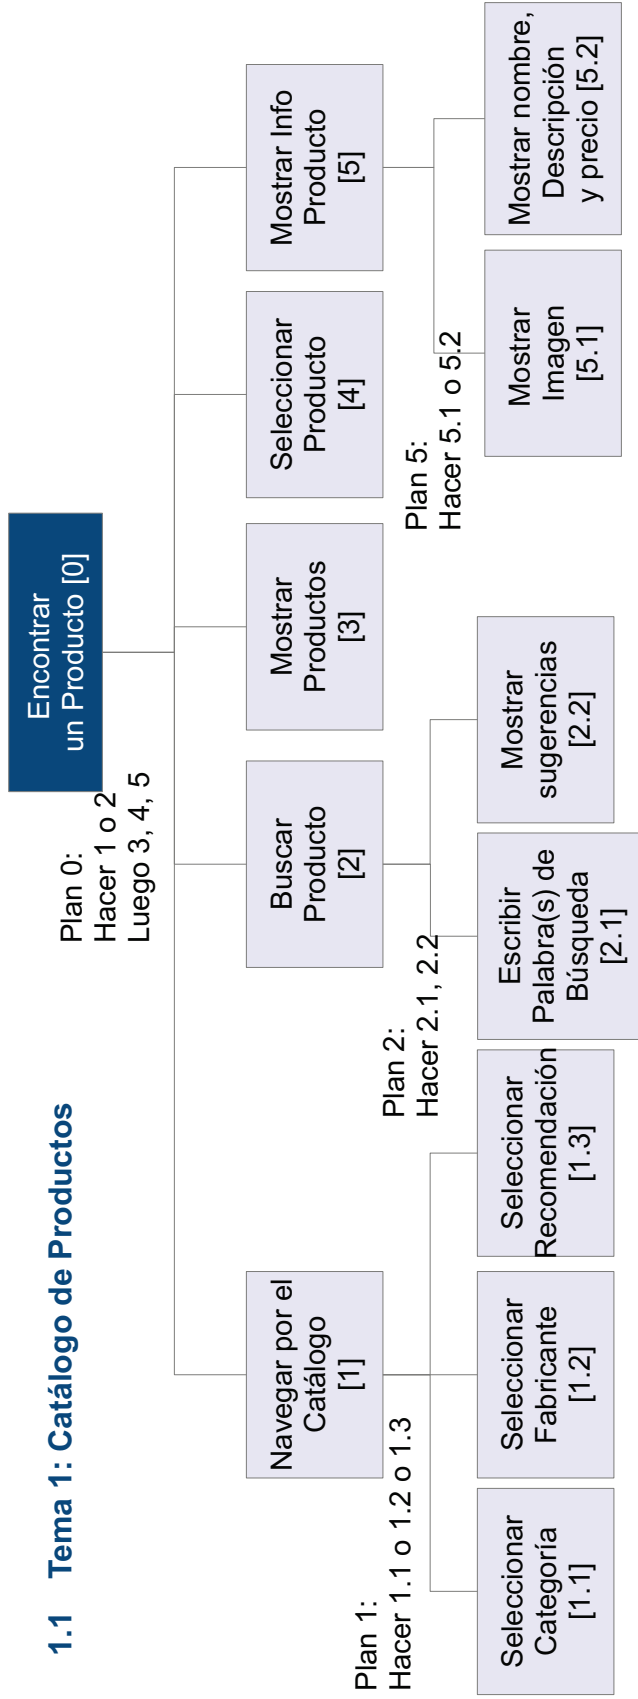 1.1 Tema 1: Catálogo de Productos
Encontrar
un Producto [0]
Plan 0:
Hacer 1 o 2
Luego 3, 4, 5
Navegar por el
Catálogo
[1]
Buscar
Producto
[2]
Mostrar
Productos
[3]
Seleccionar
Producto
[4]
Mostrar Info
Producto
[5]
Plan 1:
Hacer 1.1 o 1.2 o 1.3
Seleccionar
Categoría
[1.1]
Seleccionar
Fabricante
[1.2]
Seleccionar
Recomendación
[1.3]
Plan 2:
Hacer 2.1, 2.2
Escribir
Palabra(s) de
Búsqueda
[2.1]
Mostrar
sugerencias
[2.2]
Plan 5:
Hacer 5.1 o 5.2
Mostrar
Imagen
[5.1]
Mostrar nombre,
Descripción
y precio [5.2]